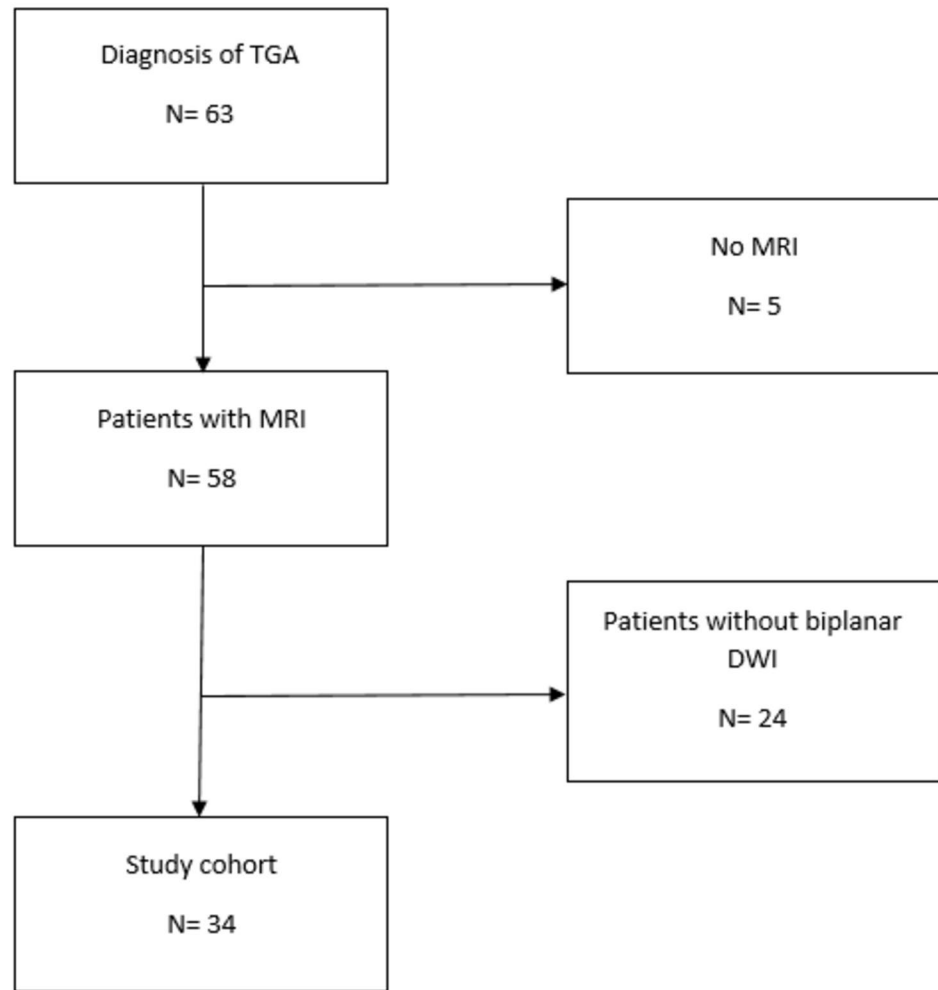 Diagnosis of TGA
N= 63
No MRI
N= 5
Patients with MRI
N= 58
Patients without biplanar
DWI
N= 24
Study cohort
N= 34